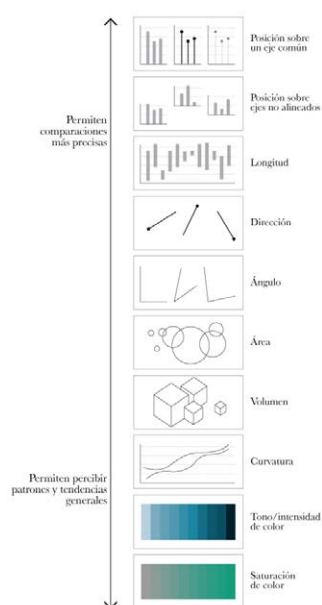 Posición sobre
un eje común
Permiten
comparaciones
más precisas
Posición sobre
ejes no alineados
Longitud
Dirección
Ángulo
Área
Volumen
Curvatura
Permiten percibir
patrones y tendencias
generales
Tono/intensidad
de color
Saturación
de color